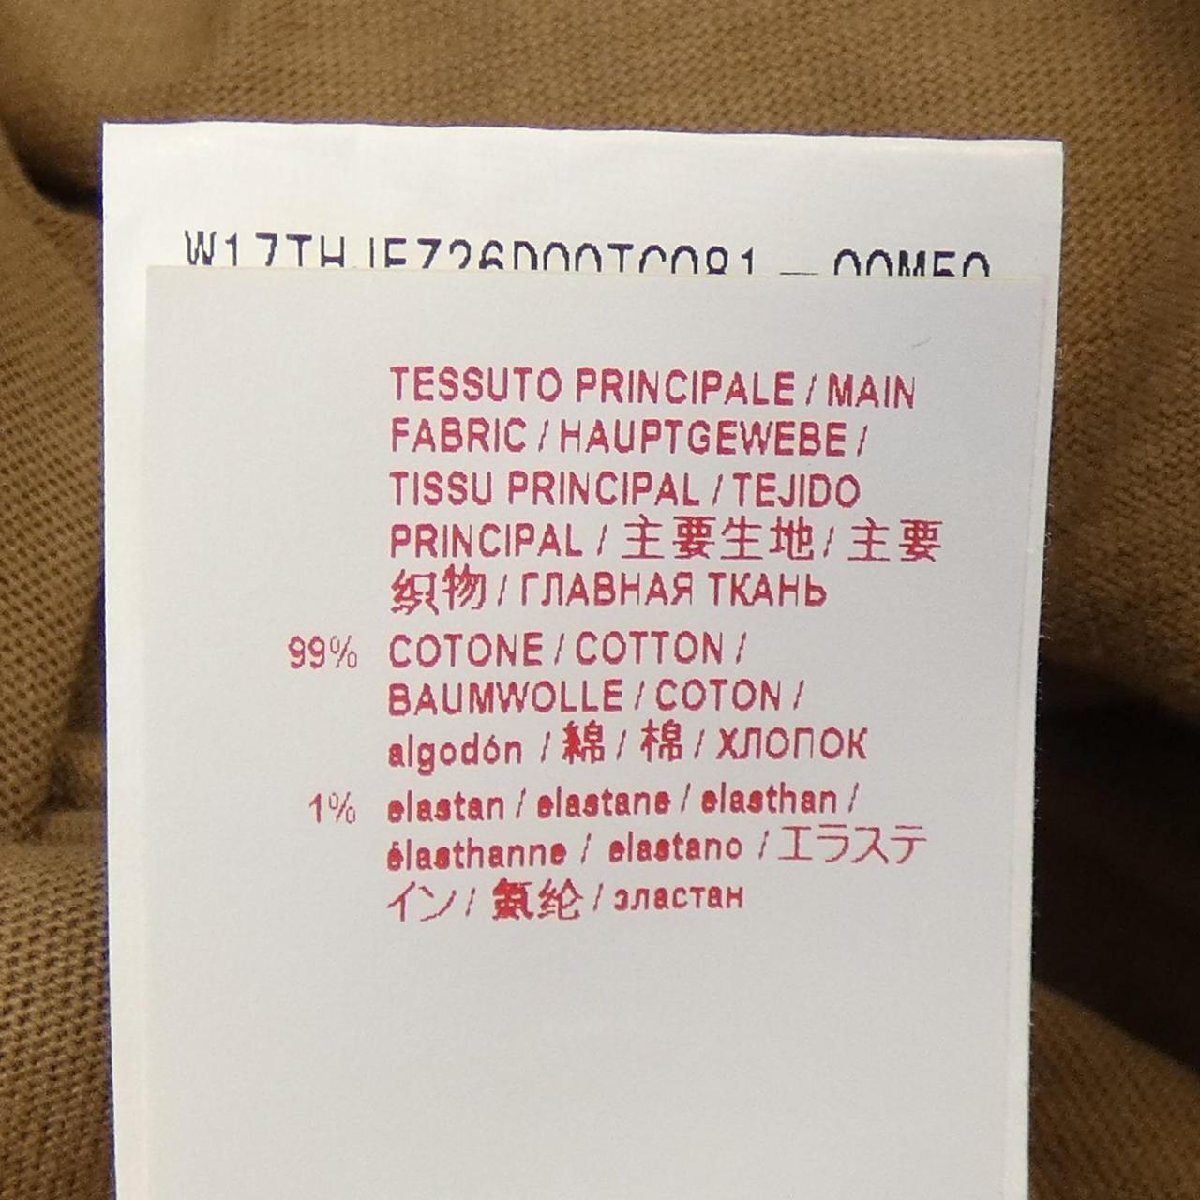 TESSUTO PRINCIPALE / MAIN
FABRIC / HAUPTGEWEBE /
TISSU PRINCIPAL / TEJIDO
PRINCIPAL / 主要生地 / 主要
织物 / ГЛАВНАЯ ТКАНЬ
99% COTONE / COTTON /
BAUMWOLLE / COTON /
algodón / 綿 / 棉 / ХЛОПОК
1% elastan / elastane / elasthan /
élasthanne / elastano / エラステ
イン / 氨纶 / эластан